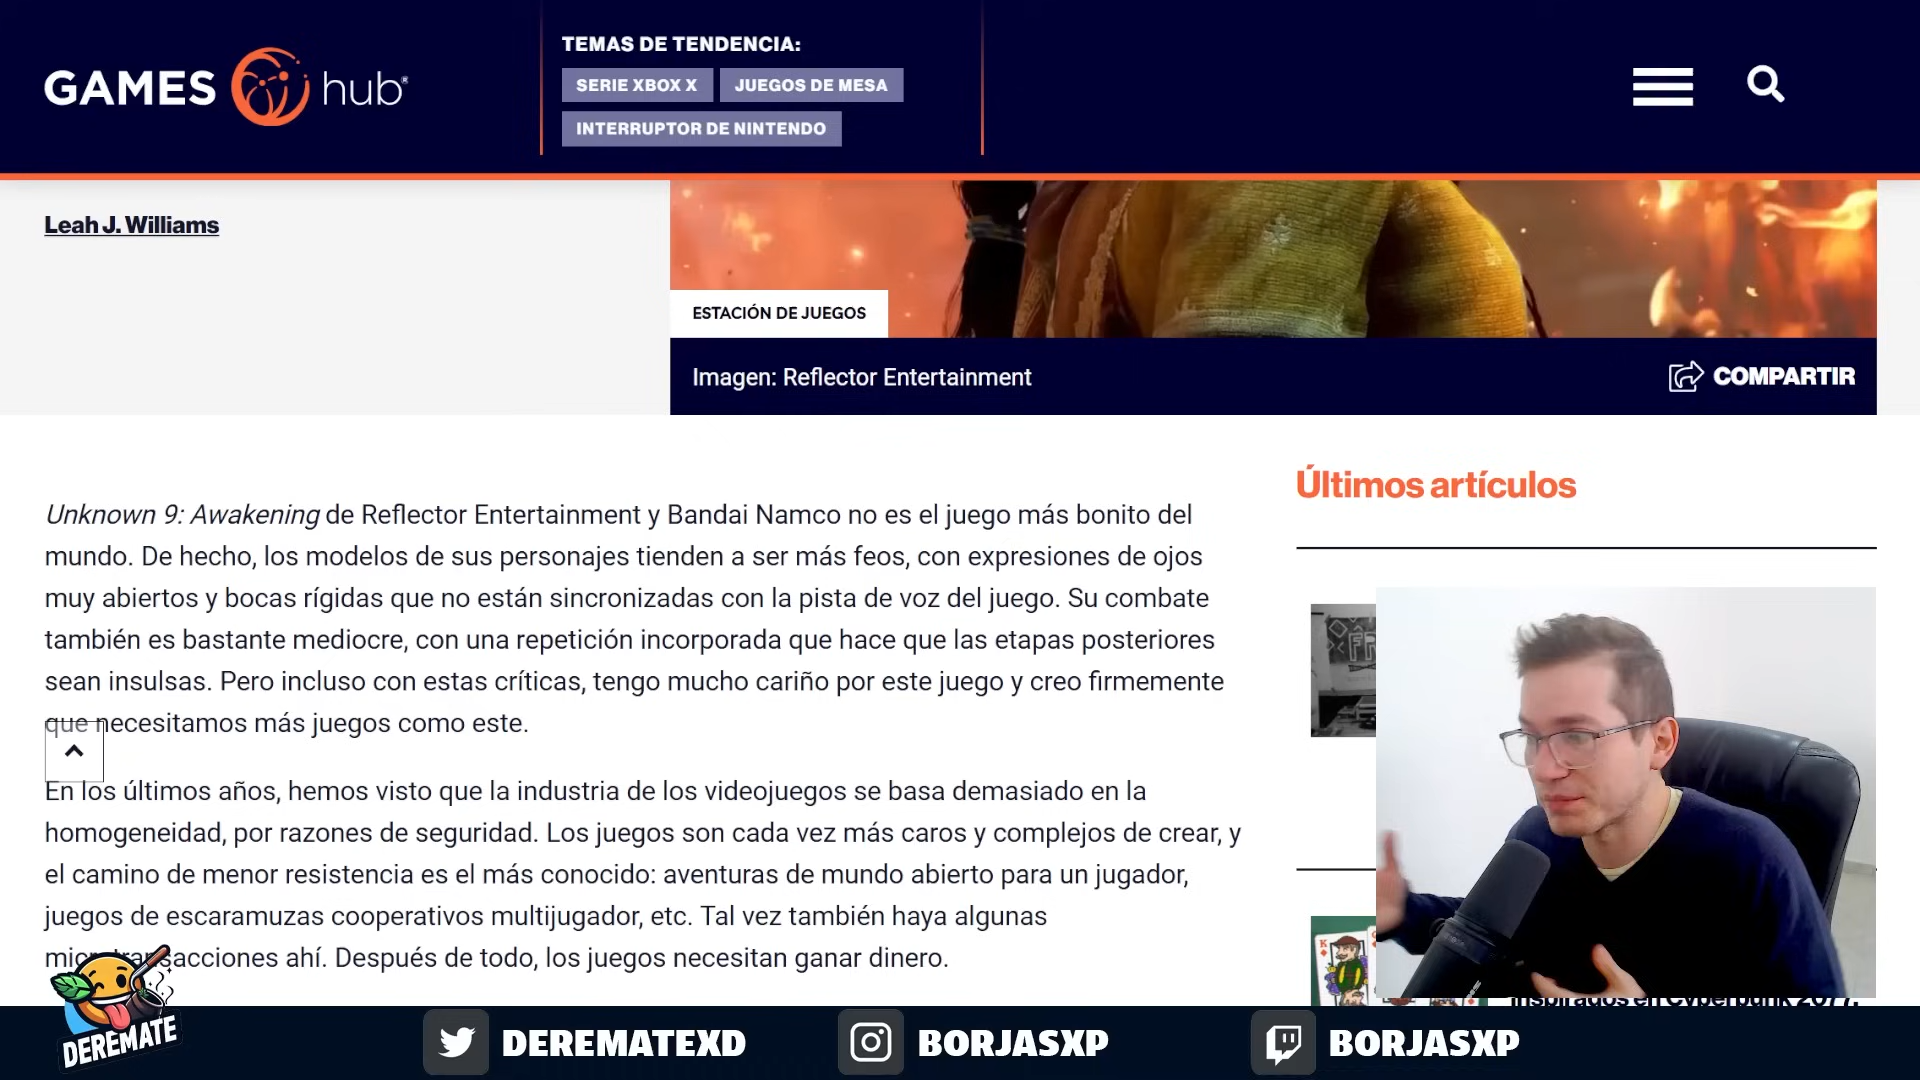 GAMES hub
TEMAS DE TENDENCIA:
SERIE XBOX X
JUEGOS DE MESA
INTERRUPTOR DE NINTENDO
Leah J. Williams
ESTACIÓN DE JUEGOS
Imagen: Reflector Entertainment
COMPARTIR
Unknown 9: Awakening de Reflector Entertainment y Bandai Namco no es el juego más bonito del
mundo. De hecho, los modelos de sus personajes tienden a ser más feos, con expresiones de ojos
muy abiertos y bocas rígidas que no están sincronizadas con la pista de voz del juego. Su combate
también es bastante mediocre, con una repetición incorporada que hace que las etapas posteriores
sean insulsas. Pero incluso con estas críticas, tengo mucho cariño por este juego y creo firmemente
que necesitamos más juegos como este.
En los últimos años, hemos visto que la industria de los videojuegos se basa demasiado en la
homogeneidad, por razones de seguridad. Los juegos son cada vez más caros y complejos de crear, y
el camino de menor resistencia es el más conocido: aventuras de mundo abierto para un jugador,
juegos de escaramuzas cooperativos multijugador, etc. Tal vez también haya algunas
microtransacciones ahí. Después de todo, los juegos necesitan ganar dinero.
Últimos artículos
inspirados en Cyberpunk 2077.
DEREMATE
DEREMATEXD
BORJASXP
BORJASXP